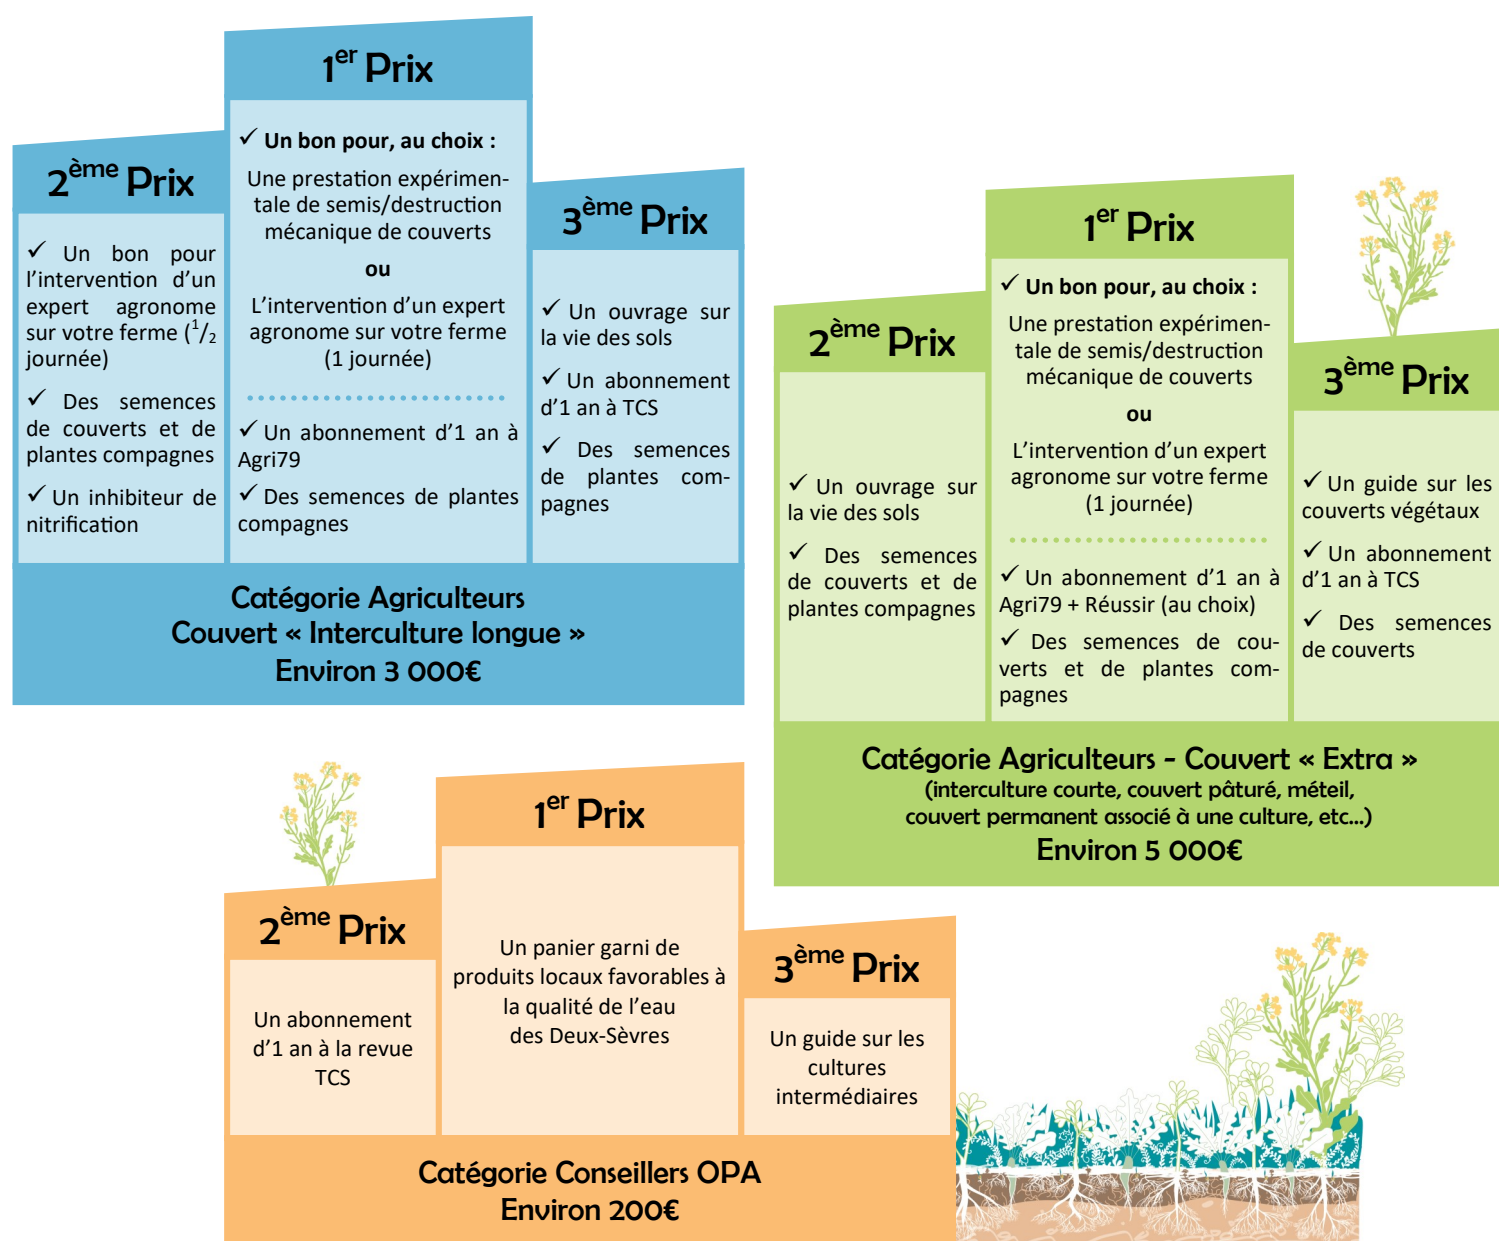 1er Prix
✓ Un bon pour, au choix :
Une prestation expérimen-
tale de semis/destruction
mécanique de couverts
ou
L’intervention d’un expert
agronome sur votre ferme
(1 journée)
✓ Un abonnement d’1 an à
Agri79
✓ Des semences de plantes
compagnes
2ème Prix
✓ Un bon pour
l’intervention d’un
expert agronome
sur votre ferme (1/2
journée)
✓ Des semences
de couverts et de
plantes compagnes
✓ Un inhibiteur de
nitrification
3ème Prix
✓ Un ouvrage sur
la vie des sols
✓ Un abonnement
d’1 an à TCS
✓ Des semences
de plantes com-
pagnes
Catégorie Agriculteurs
Couvert « Interculture longue »
Environ 3 000€
1er Prix
✓ Un bon pour, au choix :
Une prestation expérimen-
tale de semis/destruction
mécanique de couverts
ou
L’intervention d’un expert
agronome sur votre ferme
(1 journée)
✓ Un abonnement d’1 an à
Agri79 + Réussir (au choix)
✓ Des semences de cou-
verts et de plantes com-
pagnes
2ème Prix
✓ Un ouvrage sur
la vie des sols
✓ Des semences
de couverts et de
plantes compagnes
3ème Prix
✓ Un guide sur les
couverts végétaux
✓ Un abonnement
d’1 an à TCS
✓ Des semences
de couverts
Catégorie Agriculteurs - Couvert « Extra »
(interculture courte, couvert pâturé, méteil,
couvert permanent associé à une culture, etc...)
Environ 5 000€
1er Prix
Un panier garni de
produits locaux favorables à
la qualité de l’eau
des Deux-Sèvres
2ème Prix
Un abonnement
d’1 an à la revue
TCS
3ème Prix
Un guide sur les
cultures
intermédiaires
Catégorie Conseillers OPA
Environ 200€